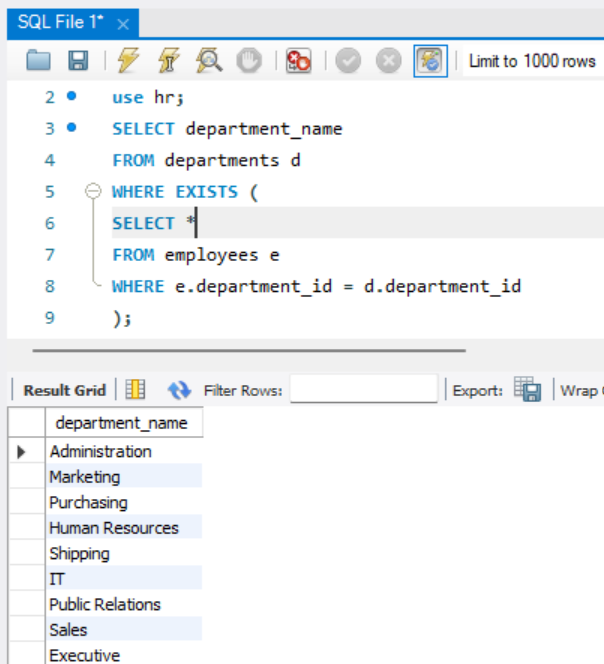 SQL File 1* ×
Limit to 1000 rows
2 use hr;
3 SELECT department_name
4 FROM departments d
5 WHERE EXISTS (
6 SELECT *
7 FROM employees e
8 WHERE e.department_id = d.department_id
9 );
Result Grid Filter Rows: Export: Wrap
department_name
Administration
Marketing
Purchasing
Human Resources
Shipping
IT
Public Relations
Sales
Executive